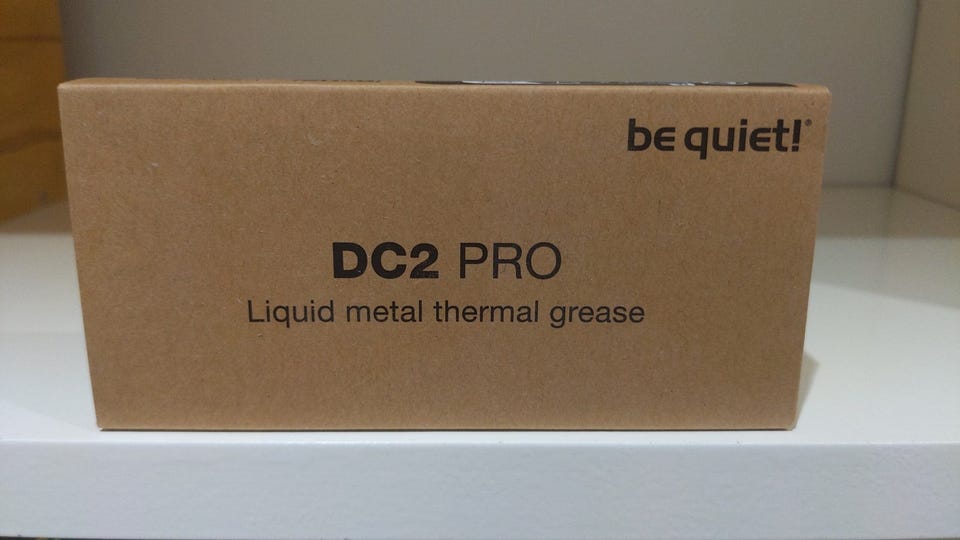 be quiet!®
DC2 PRO
Liquid metal thermal grease